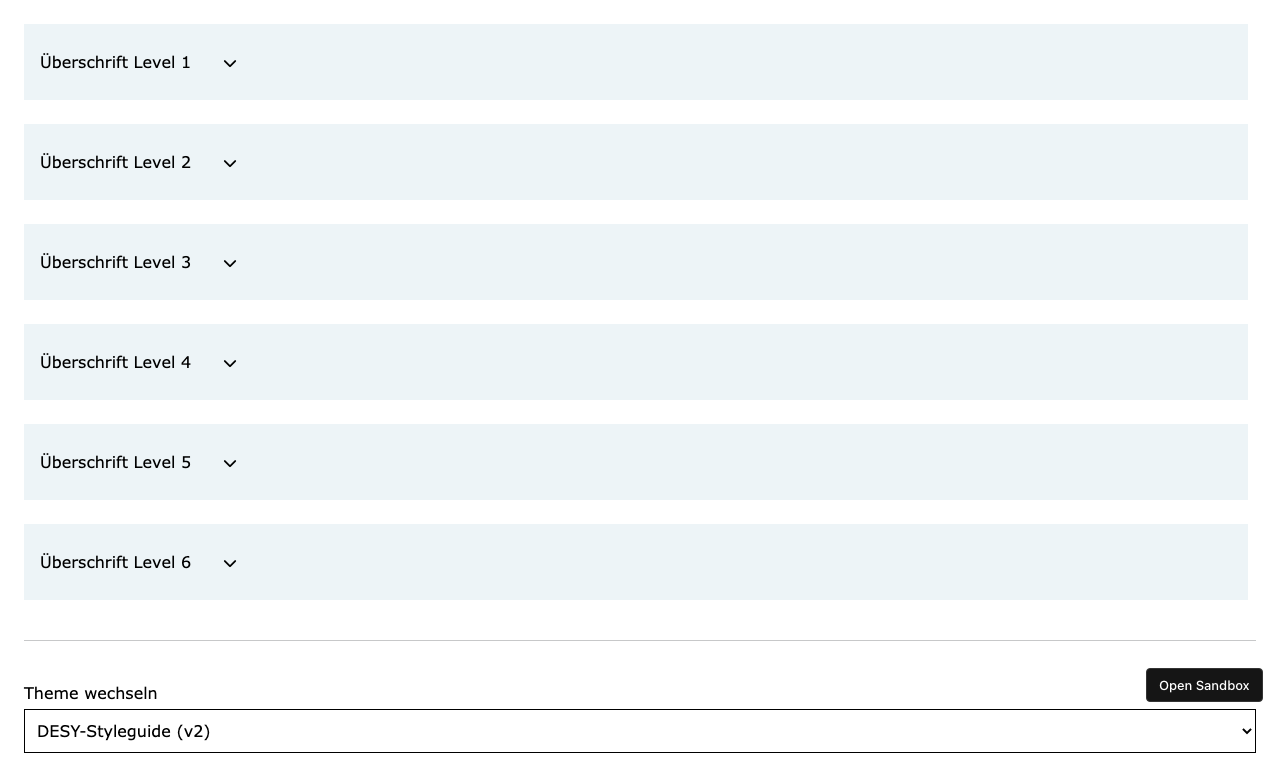 Überschrift Level 1
Überschrift Level 2
Überschrift Level 3
Überschrift Level 4
Überschrift Level 5
Überschrift Level 6
Open Sandbox
Theme wechseln
DESY-Styleguide (v2)